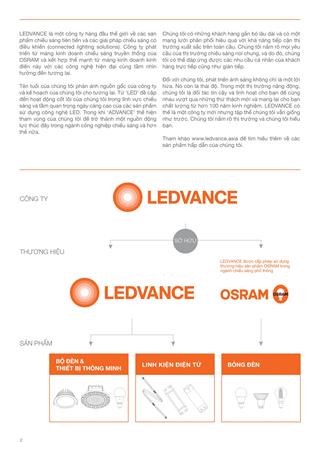 LEDVANCE là một công ty hàng đầu thế giới về các sản
phẩm chiếu sáng tiên tiến và các giải pháp chiếu sáng có
điều khiển (connected lighting solutions). Công ty phát
triển từ mảng kinh doanh chiếu sáng truyền thống của
OSRAM và kết hợp thế mạnh từ mảng kinh doanh kinh
điển này với các công nghệ hiện đại cùng tầm nhìn
hướng đến tương lai.
Tên tuổi của chúng tôi phản ánh nguồn gốc của công ty
và kế hoạch của chúng tôi cho tương lai. Từ "LED" đề cập
đến hoạt động cốt lõi của chúng tôi trong lĩnh vực chiếu
sáng và tầm quan trọng ngày càng cao của các sản phẩm
sử dụng công nghệ LED. Trong khi "ADVANCE" thể hiện
tham vọng của chúng tôi để trở thành một nguồn động
lực thúc đẩy trong ngành công nghiệp chiếu sáng và hơn
thế nữa.
Chúng tôi có những khách hàng gắn bó lâu dài và có một
mạng lưới phân phối hiệu quả với khả năng tiếp cận thị
trường xuất sắc trên toàn cầu. Chúng tôi nắm rõ mọi yêu
cầu của thị trường chiếu sáng nói chung, và do đó, chúng
tôi có thể đáp ứng được các nhu cầu cá nhân của khách
hàng trực tiếp cũng như gián tiếp.
Đối với chúng tôi, phát triển ánh sáng không chỉ là một lời
hứa. Nó còn là thái độ. Trong một thị trường năng động,
chúng tôi là đối tác tin cậy và linh hoạt cho bạn để cùng
nhau vượt qua những thử thách mới và mang lại cho bạn
chất lượng từ hơn 100 năm kinh nghiệm. LEDVANCE có
thể là một công ty mới nhưng tập thể chúng tôi vẫn giống
như trước. Chúng tôi nắm rõ thị trường và chúng tôi hiểu
bạn.
Tham khảo www.ledvance.asia để tìm hiểu thêm về các
sản phẩm hấp dẫn của chúng tôi.
CÔNG TY
LEDVANCE
SỞ HỮU
THƯƠNG HIỆU
LEDVANCE được cấp phép sử dụng
thương hiệu sản phẩm OSRAM trong
ngành chiếu sáng phổ thông
LEDVANCE
OSRAM
OSRAM
SẢN PHẨM
BỘ ĐÈN &
THIẾT BỊ THÔNG MINH
LINH KIỆN ĐIỆN TỬ
BÓNG ĐÈN
2